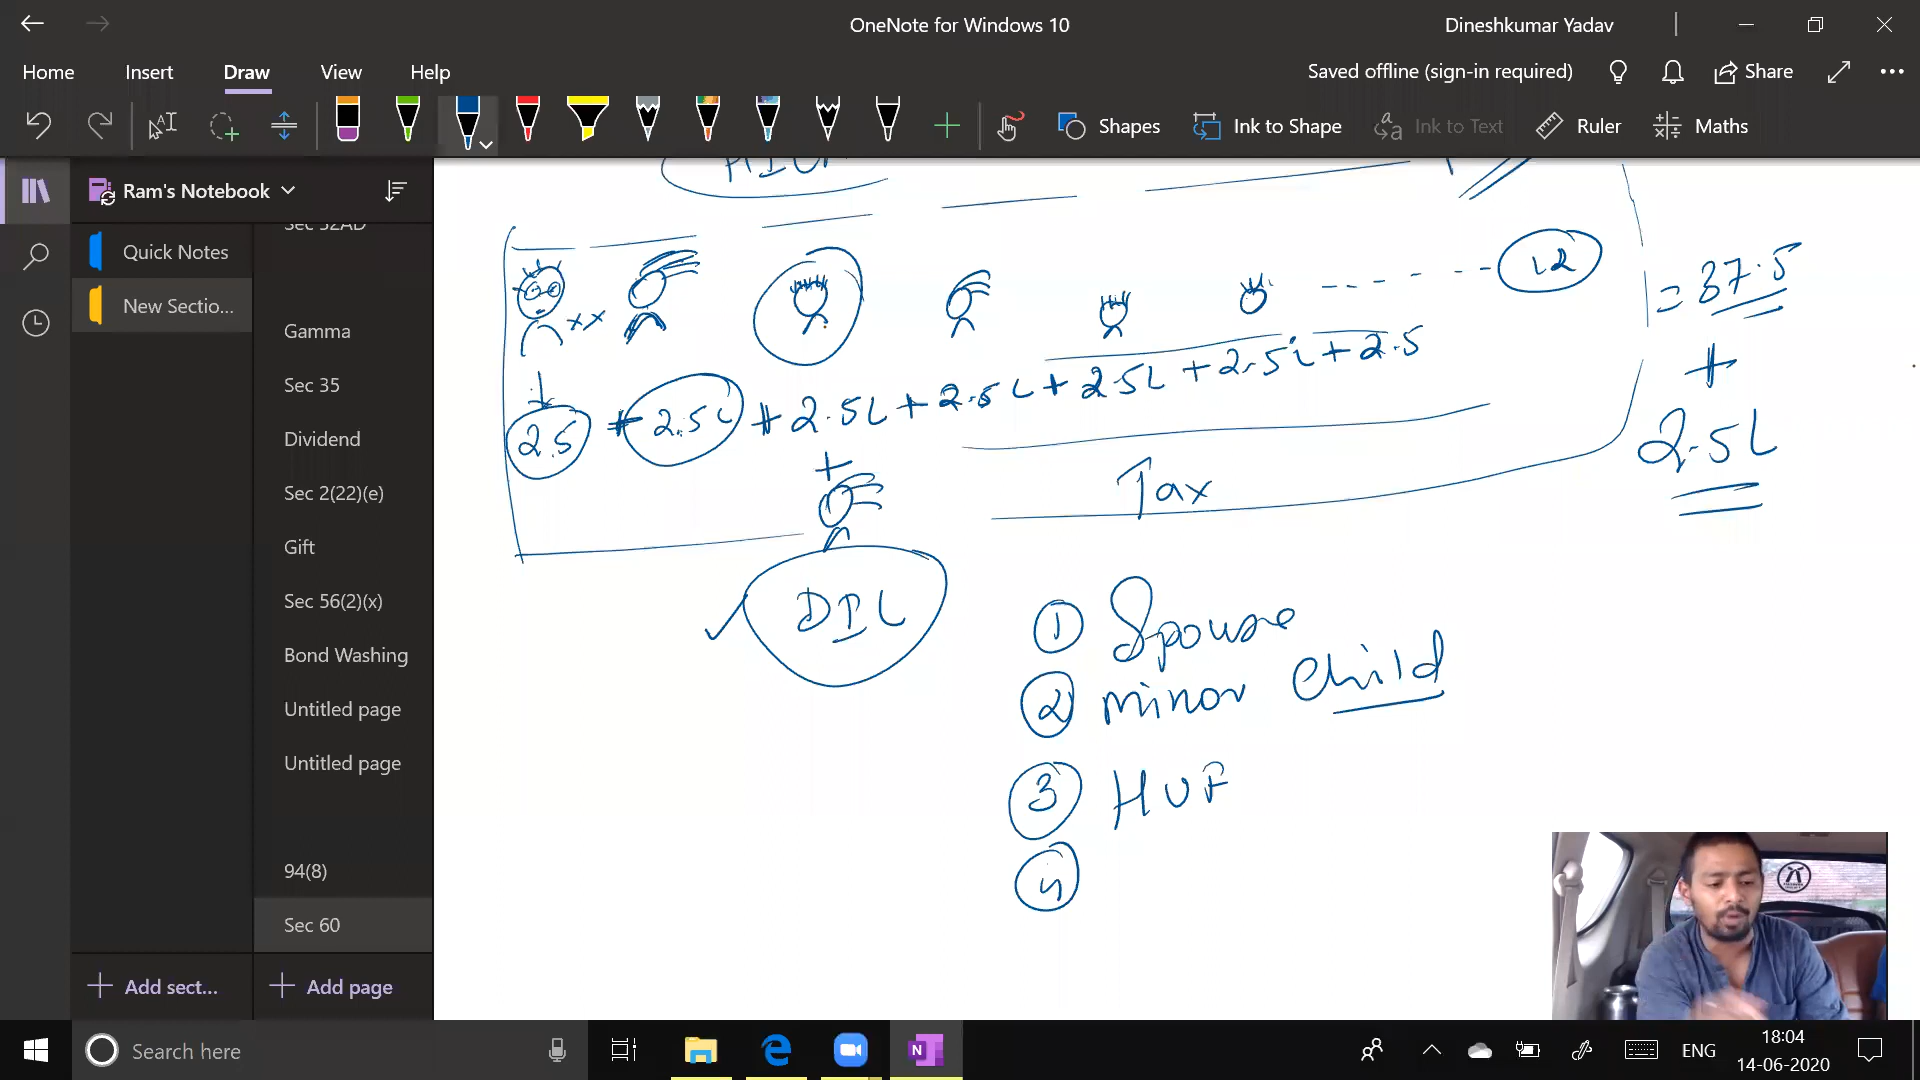 OneNote for Windows 10
Dineshkumar Yadav
Home Insert Draw View Help
Saved offline (sign-in required)
Share
Shapes
Ink to Shape
Ink to Text
Ruler
Maths
Ram's Notebook
Quick Notes
New Sectio...
Sec 52AD
Gamma
Sec 35
Dividend
Sec 2(22)(e)
Gift
Sec 56(2)(x)
Bond Washing
Untitled page
Untitled page
94(8)
Sec 60
Add sect...
Add page
12
= 37.5
+
2.5L
xx
2.5 + 2.5L + 2.5L + 2.5L + 2.5L + 2.5L + 2.5
+
Tax
DIL
1 Spouse
2 minor child
3 HUF
4
Search here
ENG
18:04
14-06-2020